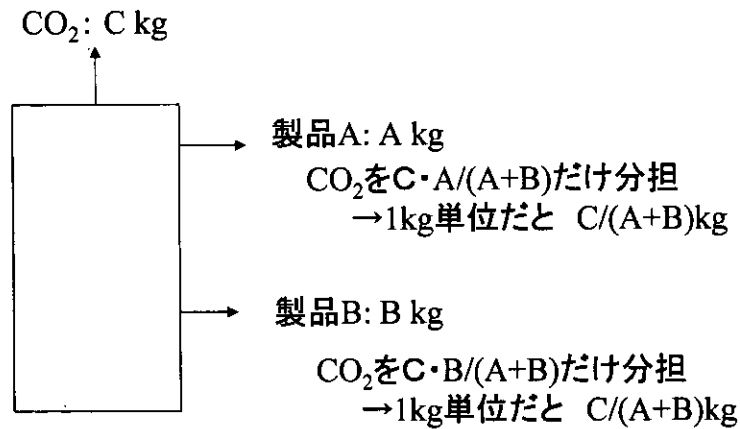 CO₂: C kg
製品A: A kg
CO₂をC・A/(A+B)だけ分担
→1kg単位だと C/(A+B)kg
製品B: B kg
CO₂をC・B/(A+B)だけ分担
→1kg単位だと C/(A+B)kg